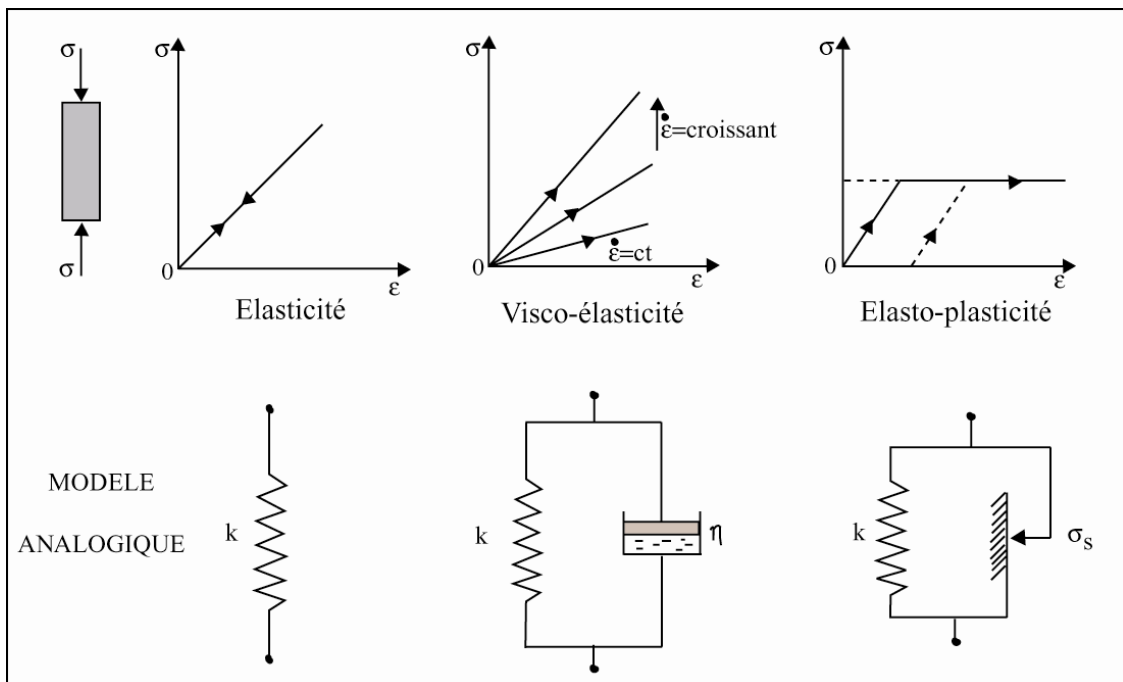 σ
σ
σ
0
ε
Elasticité
σ
ε̇=croissant
ε̇=ct
0
ε
Visco-élasticité
σ
0
ε
Elasto-plasticité
MODELE
ANALOGIQUE
k
k
η
k
σs